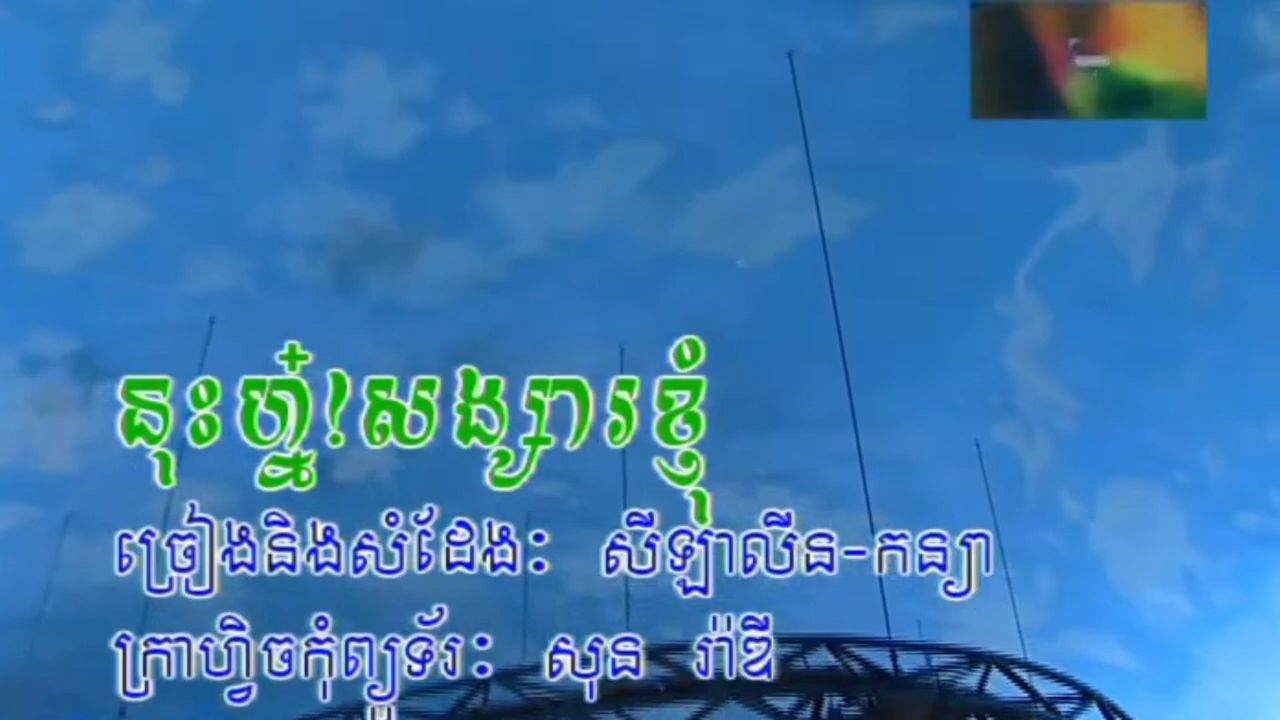 នុះហ្ន៎!សង្សារខ្ញុំ
ច្រៀងនិងសំដែងៈ សីឡាលីន-កន្យា
ក្រាហ្វិចកុំព្យូទ័រៈ សុន រ៉ាឌី